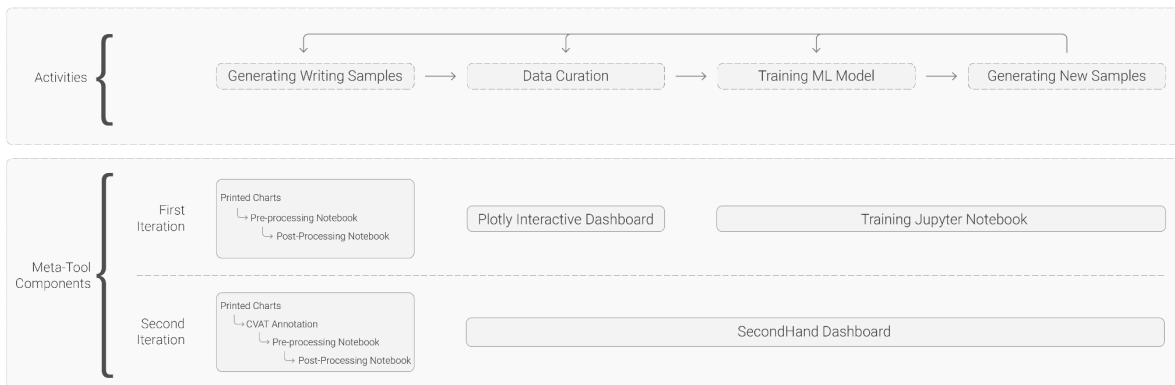 Activities
Generating Writing Samples
Data Curation
Training ML Model
Generating New Samples
Meta-Tool
Components
First
Iteration
Printed Charts
Pre-processing Notebook
Post-Processing Notebook
Plotly Interactive Dashboard
Training Jupyter Notebook
Second
Iteration
Printed Charts
CVAT Annotation
Pre-processing Notebook
Post-Processing Notebook
SecondHand Dashboard